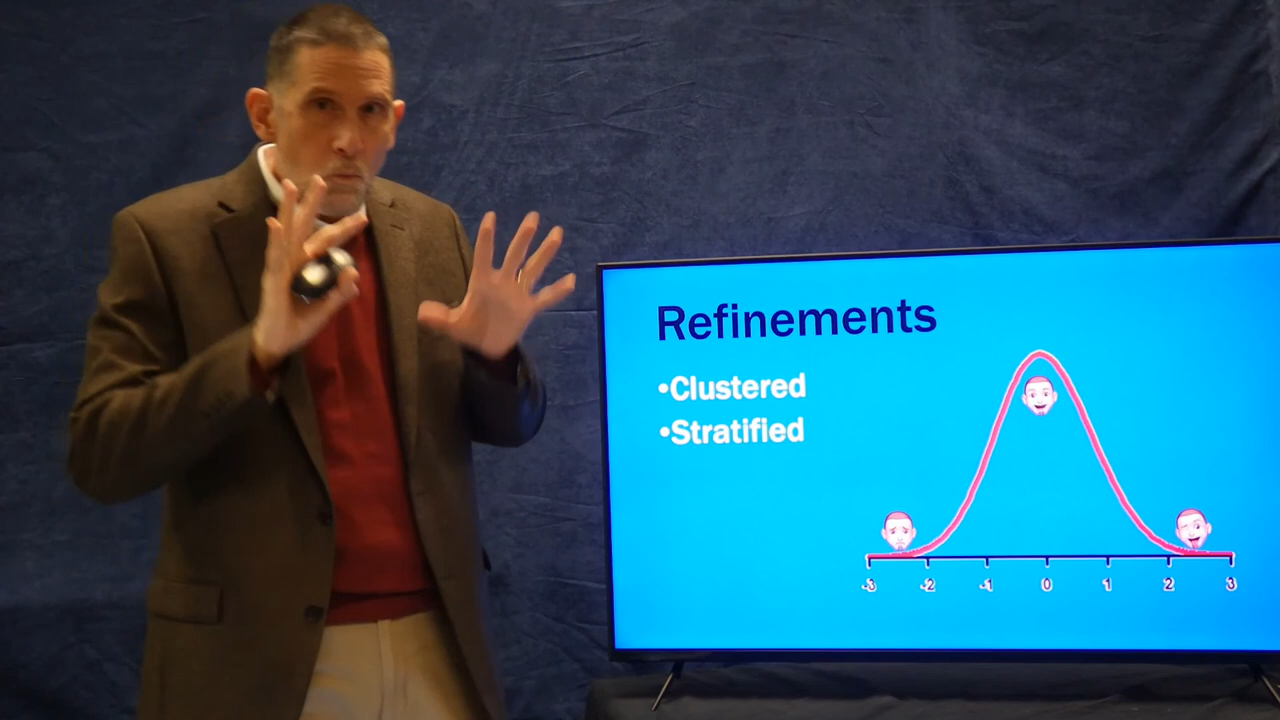 Refinements
•Clustered
•Stratified
-3 -2 -1 0 1 2 3